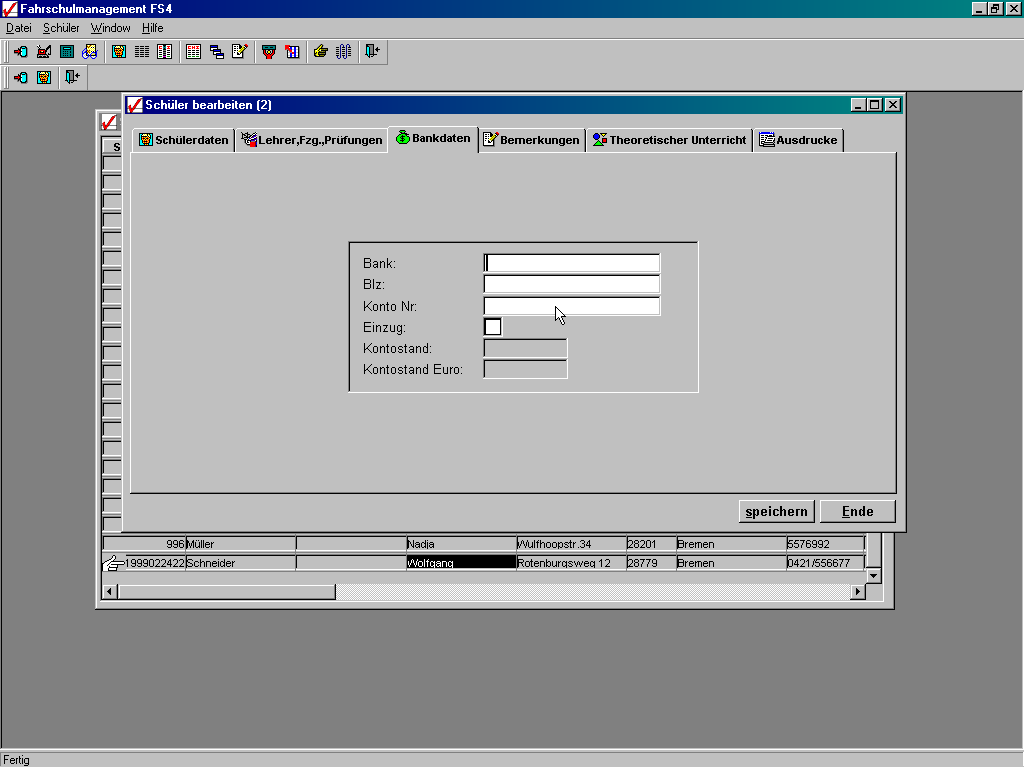 Fahrschulmanagement FS4
Datei Schüler Window Hilfe
Schüler bearbeiten (2)
Schülerdaten Lehrer,Fzg.,Prüfungen Bankdaten Bemerkungen Theoretischer Unterricht Ausdrucke
S
Bank:
Blz:
Konto Nr:
Einzug:
Kontostand:
Kontostand Euro:
speichern Ende
996 Müller Nadja Wulfhoopstr.34 28201 Bremen 5576992
1999022422 Schneider Wolfgang Rotenburgsweg 12 28779 Bremen 0421/556677
Fertig